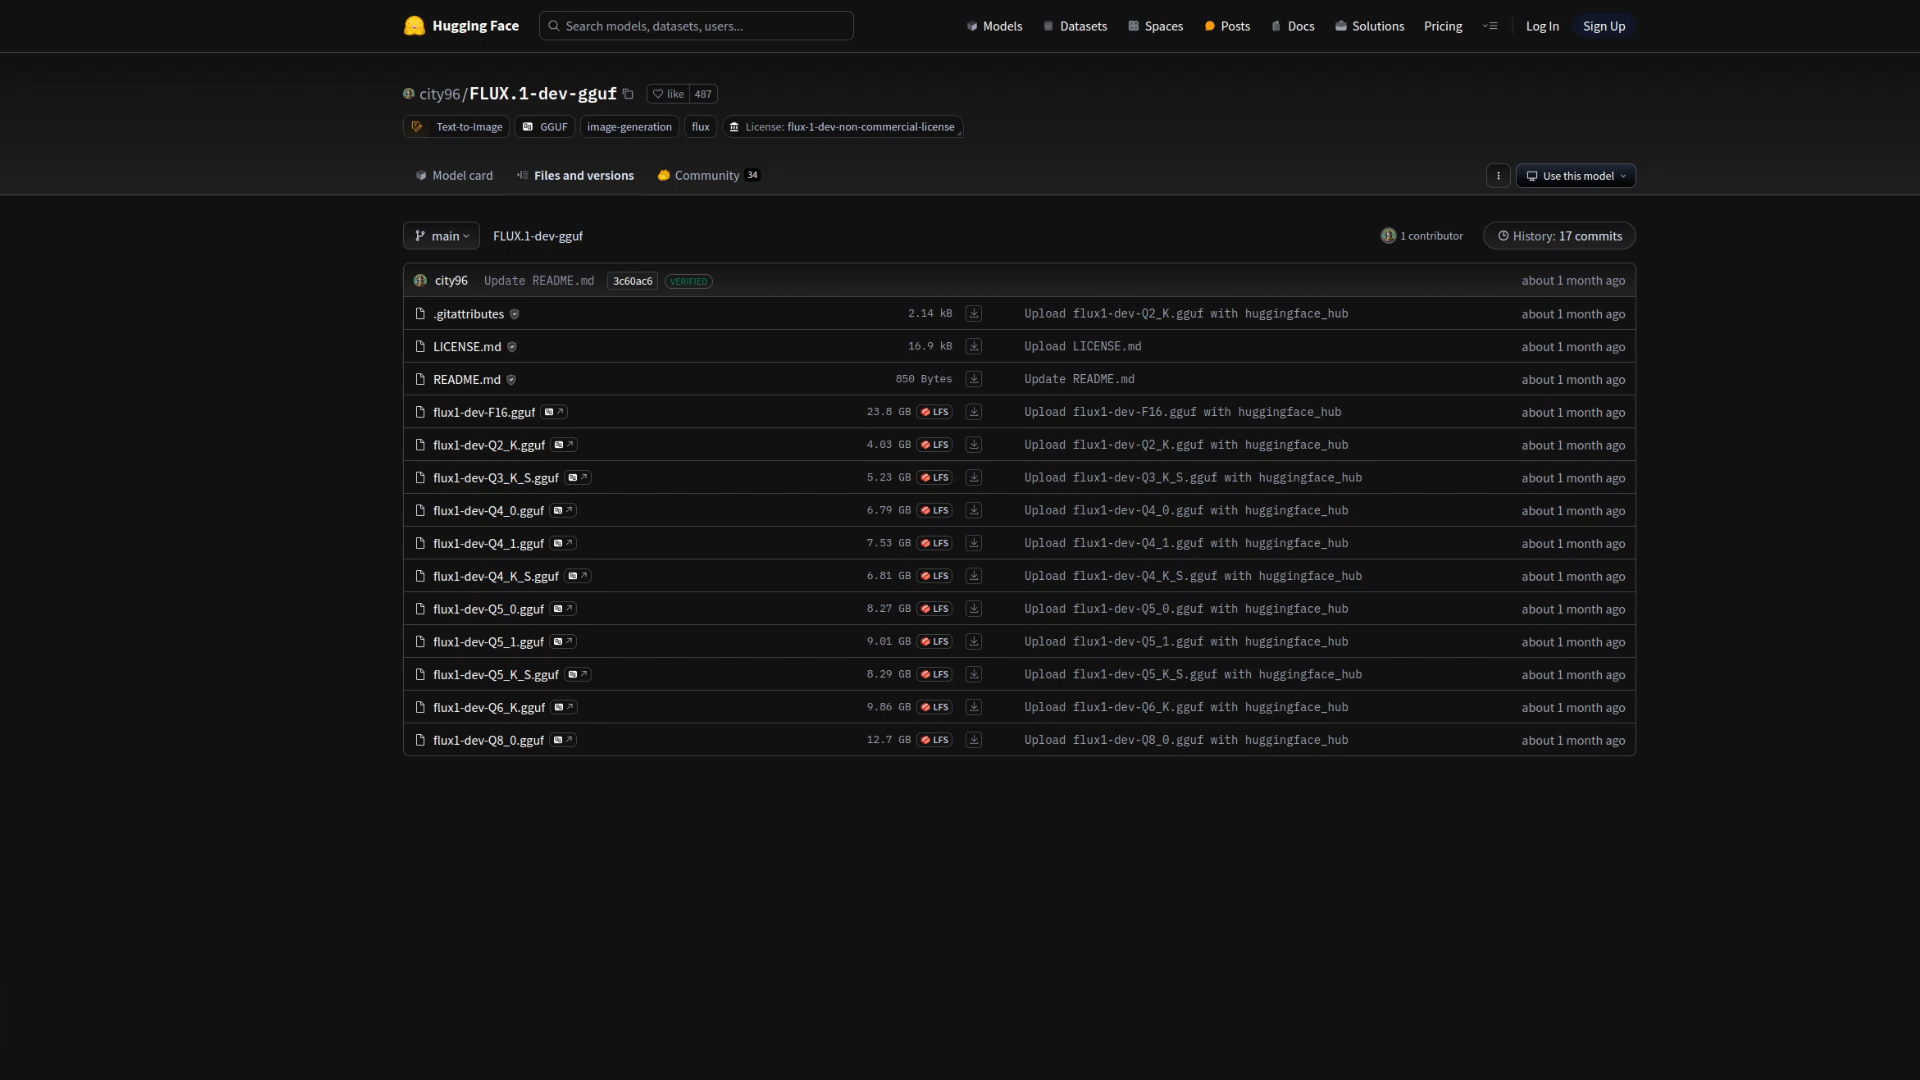 Hugging Face Search models, datasets, users... Models Datasets Spaces Posts Docs Solutions Pricing Log In Sign Up
city96/FLUX.1-dev-gguf like 487
Text-to-Image GGUF image-generation flux License: flux-1-dev-non-commercial-license
Model card Files and versions Community 34 Use this model
main FLUX.1-dev-gguf 1 contributor History: 17 commits
city96 Update README.md 3c60ac6 VERIFIED about 1 month ago
.gitattributes 2.14 kB Upload flux1-dev-Q2_K.gguf with huggingface_hub about 1 month ago
LICENSE.md 16.9 kB Upload LICENSE.md about 1 month ago
README.md 850 Bytes Update README.md about 1 month ago
flux1-dev-F16.gguf 23.8 GB LFS Upload flux1-dev-F16.gguf with huggingface_hub about 1 month ago
flux1-dev-Q2_K.gguf 4.03 GB LFS Upload flux1-dev-Q2_K.gguf with huggingface_hub about 1 month ago
flux1-dev-Q3_K_S.gguf 5.23 GB LFS Upload flux1-dev-Q3_K_S.gguf with huggingface_hub about 1 month ago
flux1-dev-Q4_0.gguf 6.79 GB LFS Upload flux1-dev-Q4_0.gguf with huggingface_hub about 1 month ago
flux1-dev-Q4_1.gguf 7.53 GB LFS Upload flux1-dev-Q4_1.gguf with huggingface_hub about 1 month ago
flux1-dev-Q4_K_S.gguf 6.81 GB LFS Upload flux1-dev-Q4_K_S.gguf with huggingface_hub about 1 month ago
flux1-dev-Q5_0.gguf 8.27 GB LFS Upload flux1-dev-Q5_0.gguf with huggingface_hub about 1 month ago
flux1-dev-Q5_1.gguf 9.01 GB LFS Upload flux1-dev-Q5_1.gguf with huggingface_hub about 1 month ago
flux1-dev-Q5_K_S.gguf 8.29 GB LFS Upload flux1-dev-Q5_K_S.gguf with huggingface_hub about 1 month ago
flux1-dev-Q6_K.gguf 9.86 GB LFS Upload flux1-dev-Q6_K.gguf with huggingface_hub about 1 month ago
flux1-dev-Q8_0.gguf 12.7 GB LFS Upload flux1-dev-Q8_0.gguf with huggingface_hub about 1 month ago